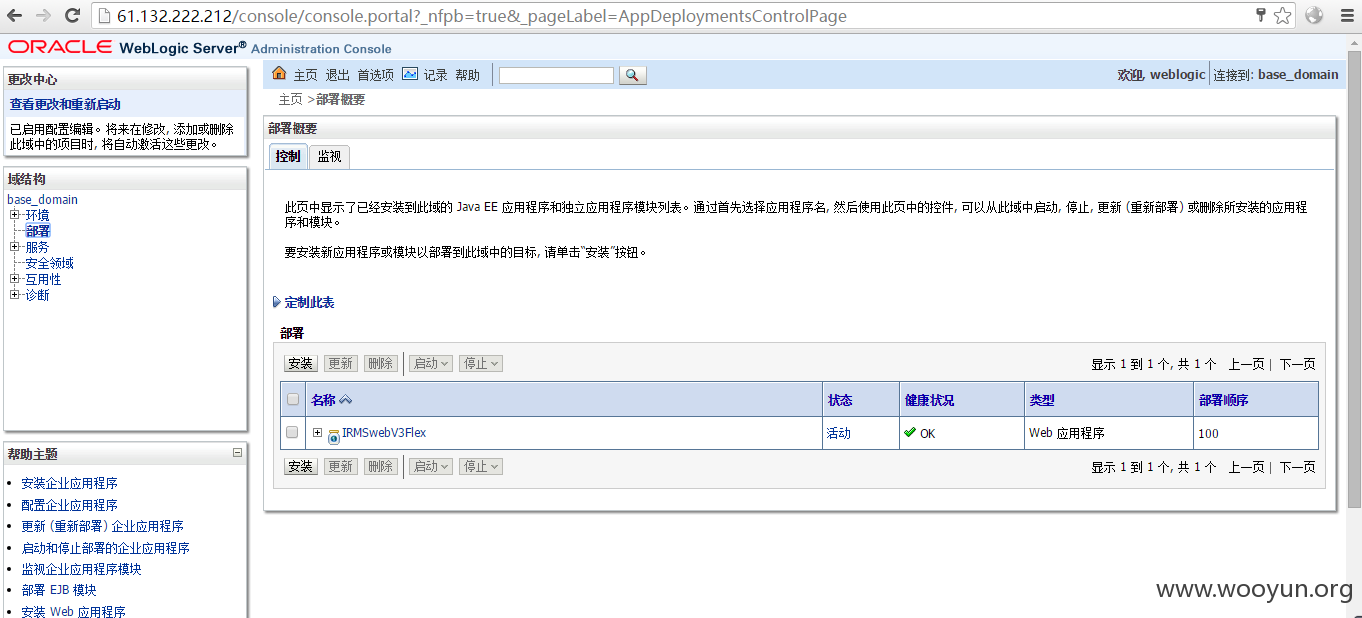 61.132.222.212/console/console.portal?_nfpb=true&_pageLabel=AppDeploymentsControlPage
ORACLE WebLogic Server® Administration Console
更改中心
查看更改和重新启动
已启用配置编辑。将来在修改, 添加或删除
此域中的项目时, 将自动激活这些更改。
域结构
base_domain
环境
部署
服务
安全领域
互用性
诊断
帮助主题
安装企业应用程序
配置企业应用程序
更新 (重新部署) 企业应用程序
启动和停止部署的企业应用程序
监视企业应用程序模块
部署 EJB 模块
安装 Web 应用程序
主页 退出 首选项 记录 帮助
欢迎, weblogic 连接到: base_domain
主页 >部署概要
部署概要
控制 监视
此页中显示了已经安装到此域的 Java EE 应用程序和独立应用程序模块列表。通过首先选择应用程序名, 然后使用此页中的控件, 可以从此域中启动, 停止, 更新 (重新部署) 或删除所安装的应用程
序和模块。
要安装新应用程序或模块以部署到此域中的目标, 请单击“安装”按钮。
定制此表
部署
安装 更新 删除 启动 停止 显示 1 到 1 个, 共 1 个 上一页 | 下一页
名称 状态 健康状况 类型 部署顺序
IRMSwebV3Flex 活动 OK Web 应用程序 100
安装 更新 删除 启动 停止 显示 1 到 1 个, 共 1 个 上一页 | 下一页
www.wooyun.org